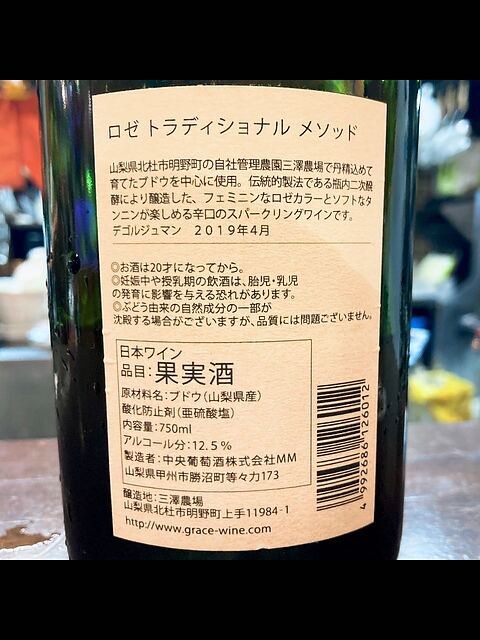 ロゼ トラディショナル メソッド
山梨県北杜市明野町の自社管理農園三澤農場で丹精込めて
育てたブドウを中心に使用。伝統的製法である瓶内二次醗
酵により醸造した、フェミニンなロゼカラーとソフトなタ
ンニンが楽しめる辛口のスパークリングワインです。
デゴルジュマン 2019年4月
◎お酒は20才になってから。
◎妊娠中や授乳期の飲酒は、胎児・乳児
の発育に影響を与える恐れがあります。
◎ぶどう由来の自然成分の一部が
沈殿する場合がございますが、品質には問題ございません。
日本ワイン
品目:果実酒
原材料名:ブドウ(山梨県産)
酸化防止剤(亜硫酸塩)
内容量:750ml
アルコール分:12.5%
製造者:中央葡萄酒株式会社MM
山梨県甲州市勝沼町等々力173
醸造地:三澤農場
山梨県北杜市明野町上手11984-1
http://www.grace-wine.com
4 992686 126012